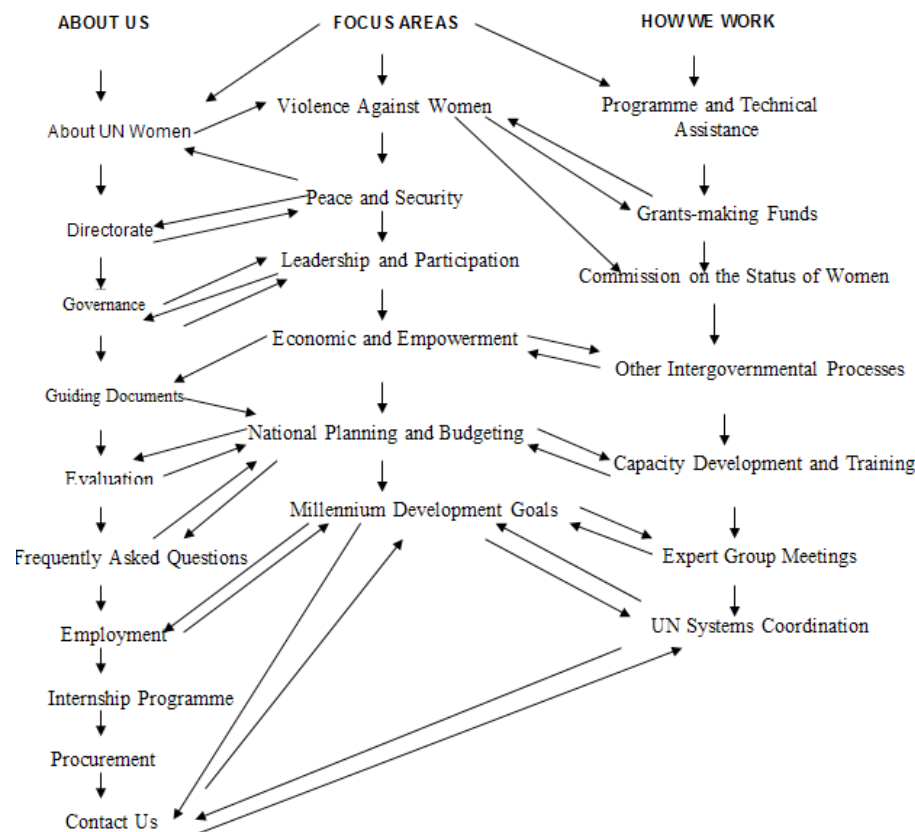 ABOUT US
FOCUS AREAS
HOW WE WORK
About UN Women
Directorate
Governance
Guiding Documents
Evaluation
Frequently Asked Questions
Employment
Internship Programme
Procurement
Contact Us
Violence Against Women
Peace and Security
Leadership and Participation
Economic and Empowerment
National Planning and Budgeting
Millennium Development Goals
Programme and Technical
Assistance
Grants-making Funds
Commission on the Status of Women
Other Intergovernmental Processes
Capacity Development and Training
Expert Group Meetings
UN Systems Coordination